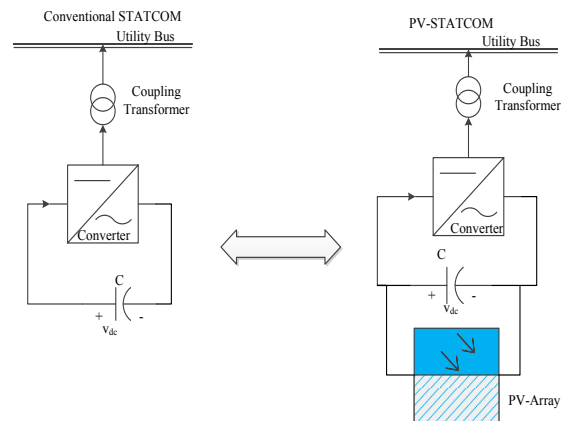 Conventional STATCOM
Utility Bus
Coupling
Transformer
Converter
C
+ -
vdc
PV-STATCOM
Utility Bus
Coupling
Transformer
Converter
C
+ -
vdc
PV-Array